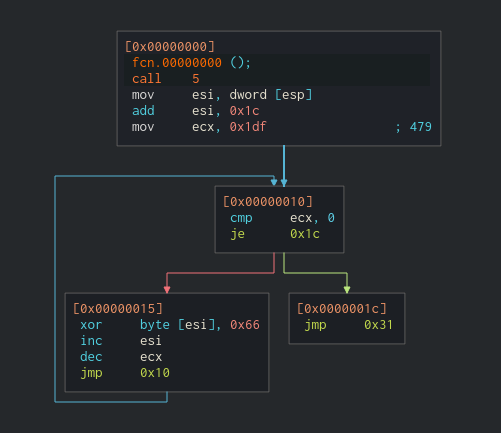 [0x00000000]
fcn.00000000 ();
call 5
mov esi, dword [esp]
add esi, 0x1c
mov ecx, 0x1df ; 479
[0x00000010]
cmp ecx, 0
je 0x1c
[0x00000015]
xor byte [esi], 0x66
inc esi
dec ecx
jmp 0x10
[0x0000001c]
jmp 0x31